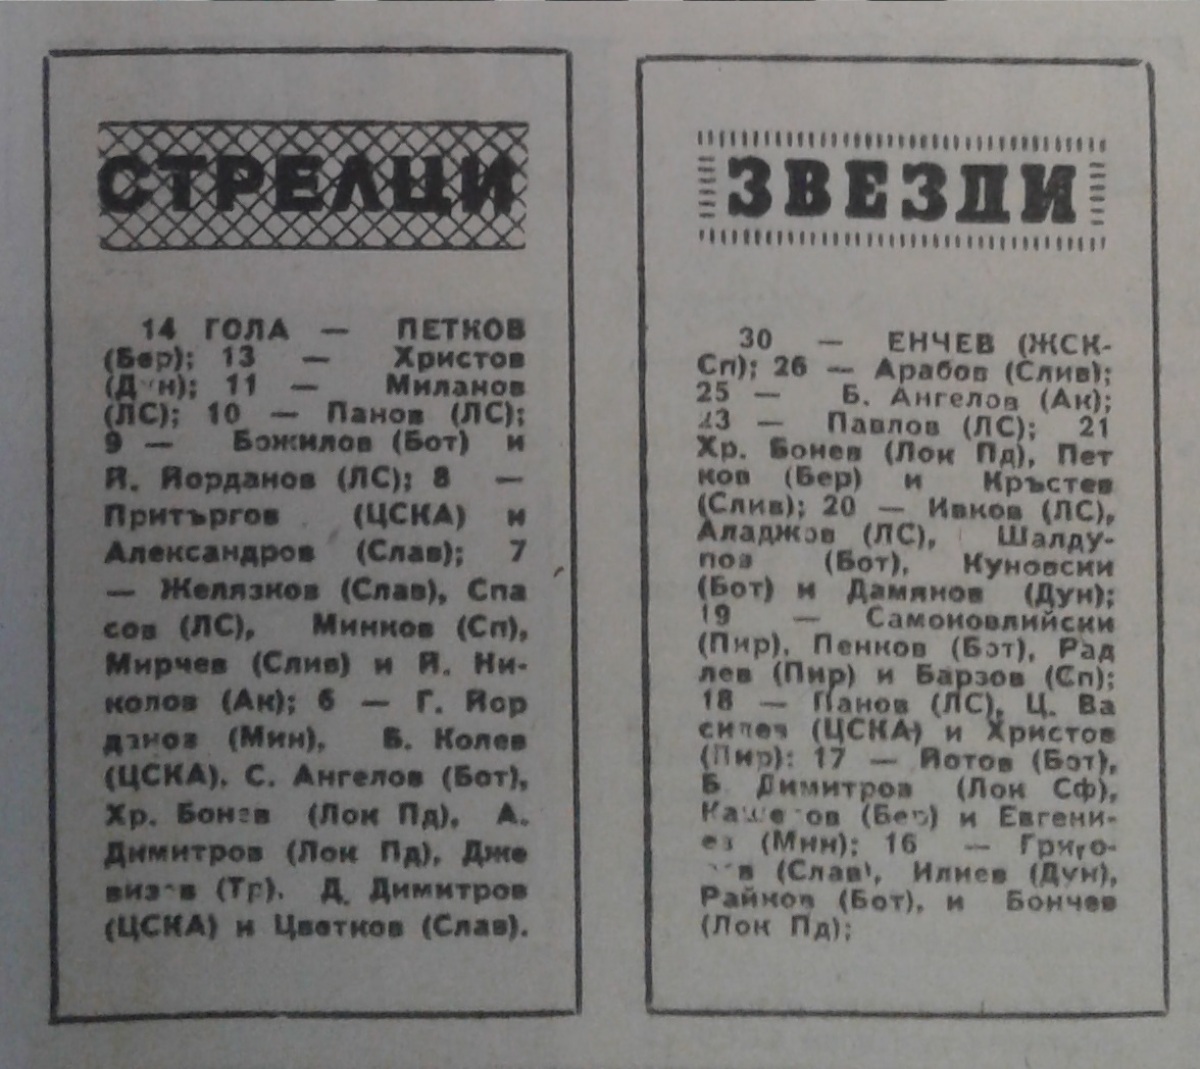 СТРЕЛЦИ
14 ГОЛА — ПЕТКОВ
(Бер); 13 — Христов
(Дун); 11 — Миланов
(ЛС); 10 — Панов (ЛС);
9 — Божилов (Бот) и
Й. Йорданов (ЛС); 8 —
Притъргов (ЦСКА) и
Александров (Слав); 7
— Желязков (Слав), Спа
сов (ЛС), Минков (Сп),
Мирчев (Слив) и Й. Ни-
колов (Ак); 6 — Г. Йор
данов (Мин), Б. Колев
(ЦСКА). С. Ангелов (Бот),
Хр. Бонев (Лок Пд), А.
Димитров (Лок Пд), Дже
визов (Тр). Д. Димитров
(ЦСКА) и Цветков (Слав).
ЗВЕЗДИ
30 — ЕНЧЕВ (ЖСК-
Сп); 26 — Арабов (Слив);
25 — Б. Ангелов (Ак);
23 — Павлов (ЛС); 21
Хр. Бонев (Лок Пд), Пет
ков (Бер) и Кръстев
(Слив); 20 — Ивков (ЛС),
Аладжов (ЛС), Шалду-
пов (Бот), Куновски
(Бот) и Дамянов (Дун);
19 — Самоковлийски
(Пир), Пенков (Бот), Рад
лев (Пир) и Барзов (Сп);
18 — Панов (ЛС), Ц. Ва
силев (ЦСКА) и Христов
(Пир): 17 — Йотов (Бот),
Б Димитров (Лок Сф),
(Бер) и Евгени-
ев (Мин); 16 — Григо-
(Слав), Илиев (Дун),
Райков (Бот), и Бончев
(Лок Пд);